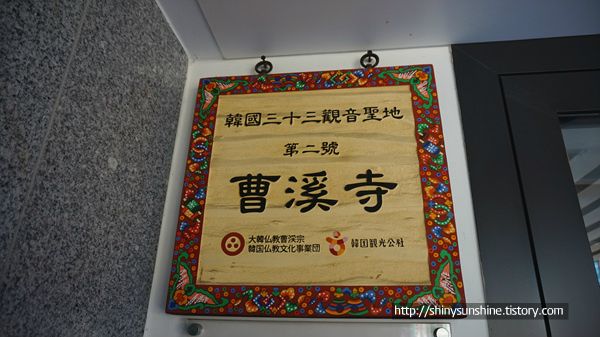 韓國三十三觀音聖地
第二號
曹溪寺
大韓仏教曹渓宗
韓国仏教文化事業団
韓国観光公社
http://shinysunshine.tistory.com